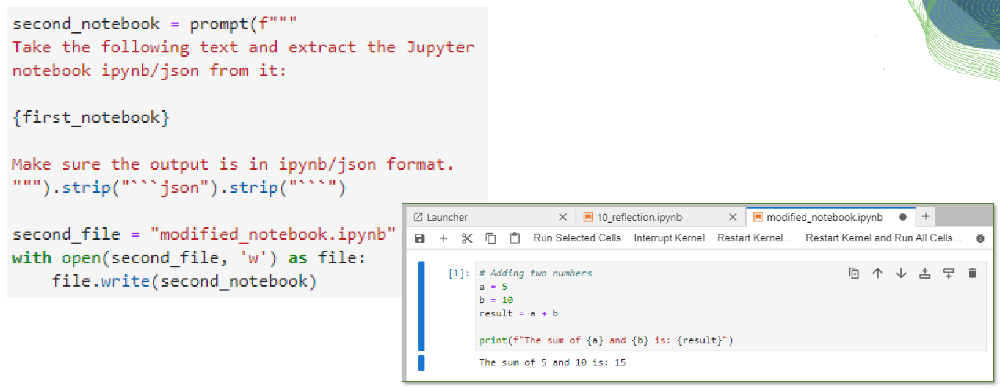 second_notebook = prompt(f"""
Take the following text and extract the Jupyter
notebook ipynb/json from it:

{first_notebook}

Make sure the output is in ipynb/json format.
""").strip("```json").strip("```")

second_file = "modified_notebook.ipynb"
with open(second_file, 'w') as file:
    file.write(second_notebook)

Launcher
10_reflection.ipynb
modified_notebook.ipynb
Run Selected Cells Interrupt Kernel Restart Kernel... Restart Kernel and Run All Cells...
[1]: # Adding two numbers
a = 5
b = 10
result = a + b

print(f"The sum of {a} and {b} is: {result}")
The sum of 5 and 10 is: 15